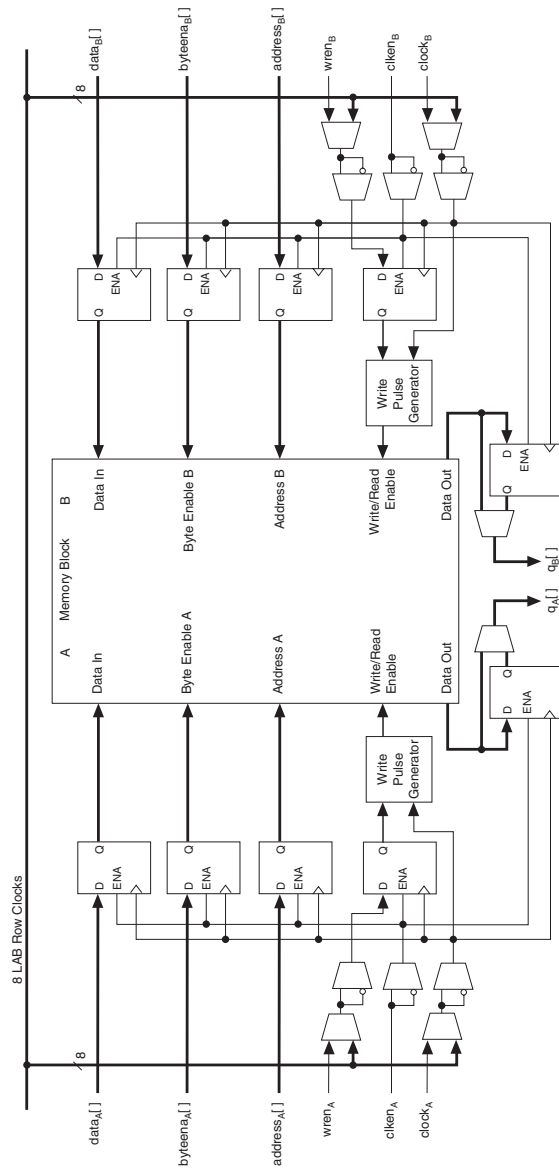 8 LAB Row Clocks
8
8
data_A[ ]
byteena_A[ ]
address_A[ ]
wren_A
clken_A
clock_A
D Q
ENA
D Q
ENA
D Q
ENA
D Q
ENA
Write
Pulse
Generator
A Memory Block B
Data In
Byte Enable A
Address A
Write/Read
Enable
Data Out
Data In
Byte Enable B
Address B
Write/Read
Enable
Data Out
Write
Pulse
Generator
Q D
ENA
Q D
ENA
Q D
ENA
Q D
ENA
data_B[ ]
byteena_B[ ]
address_B[ ]
wren_B
clken_B
clock_B
D Q
ENA
Q D
ENA
q_A[ ]
q_B[ ]